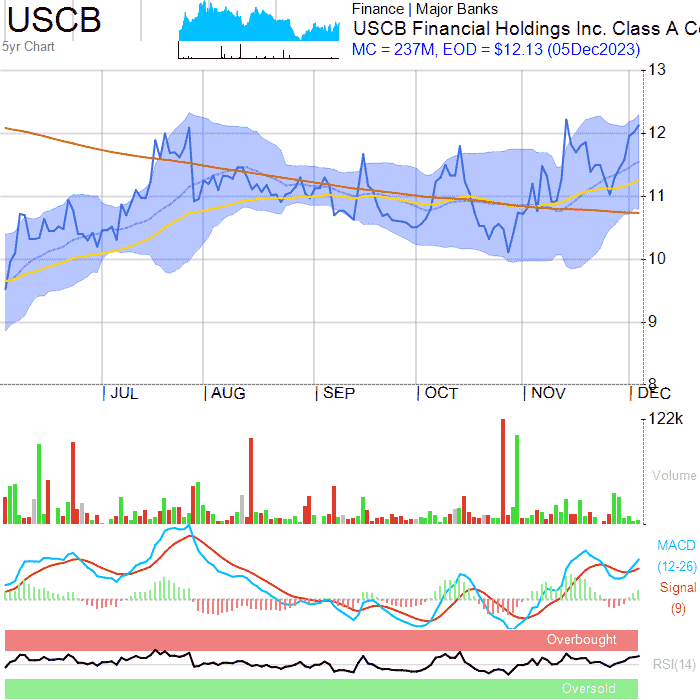 USCB
5yr Chart
Finance | Major Banks
USCB Financial Holdings Inc. Class A Co
MC = 237M, EOD = $12.13 (05Dec2023)
13
12
11
10
9
8
JUL AUG SEP OCT NOV DEC
122k
Volume
MACD
(12-26)
Signal
(9)
Overbought
RSI(14)
Oversold